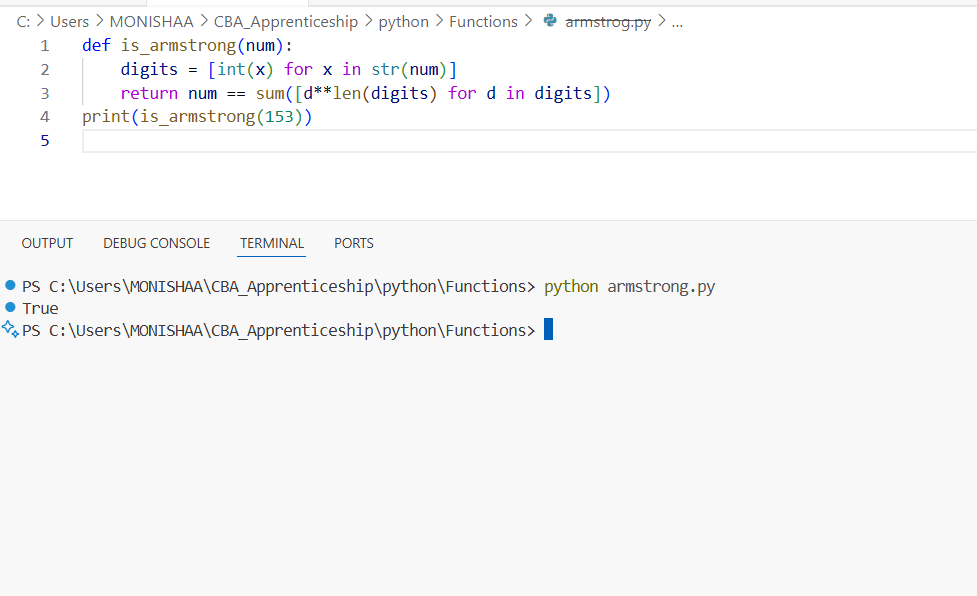 C: > Users > MONISHAA > CBA_Apprenticeship > python > Functions > armstrog.py > ...
1 def is_armstrong(num):
2     digits = [int(x) for x in str(num)]
3     return num == sum([d**len(digits) for d in digits])
4 print(is_armstrong(153))
5
OUTPUT DEBUG CONSOLE TERMINAL PORTS
PS C:\Users\MONISHAA\CBA_Apprenticeship\python\Functions> python armstrong.py
True
PS C:\Users\MONISHAA\CBA_Apprenticeship\python\Functions>